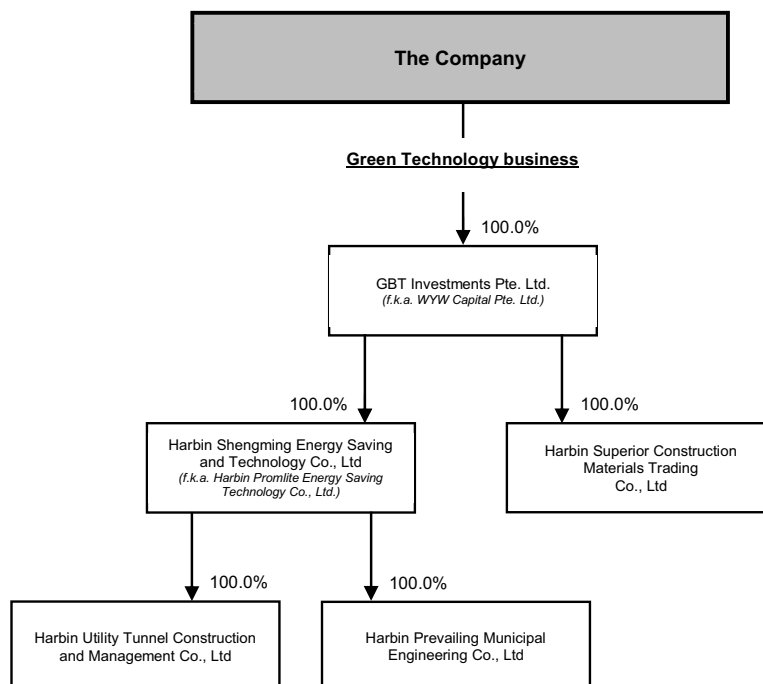 The Company
Green Technology business
100.0%
GBT Investments Pte. Ltd.
(f.k.a. WYW Capital Pte. Ltd.)
100.0%
100.0%
Harbin Shengming Energy Saving
and Technology Co., Ltd
(f.k.a. Harbin Promlite Energy Saving
Technology Co., Ltd.)
Harbin Superior Construction
Materials Trading
Co., Ltd
100.0%
100.0%
Harbin Utility Tunnel Construction
and Management Co., Ltd
Harbin Prevailing Municipal
Engineering Co., Ltd